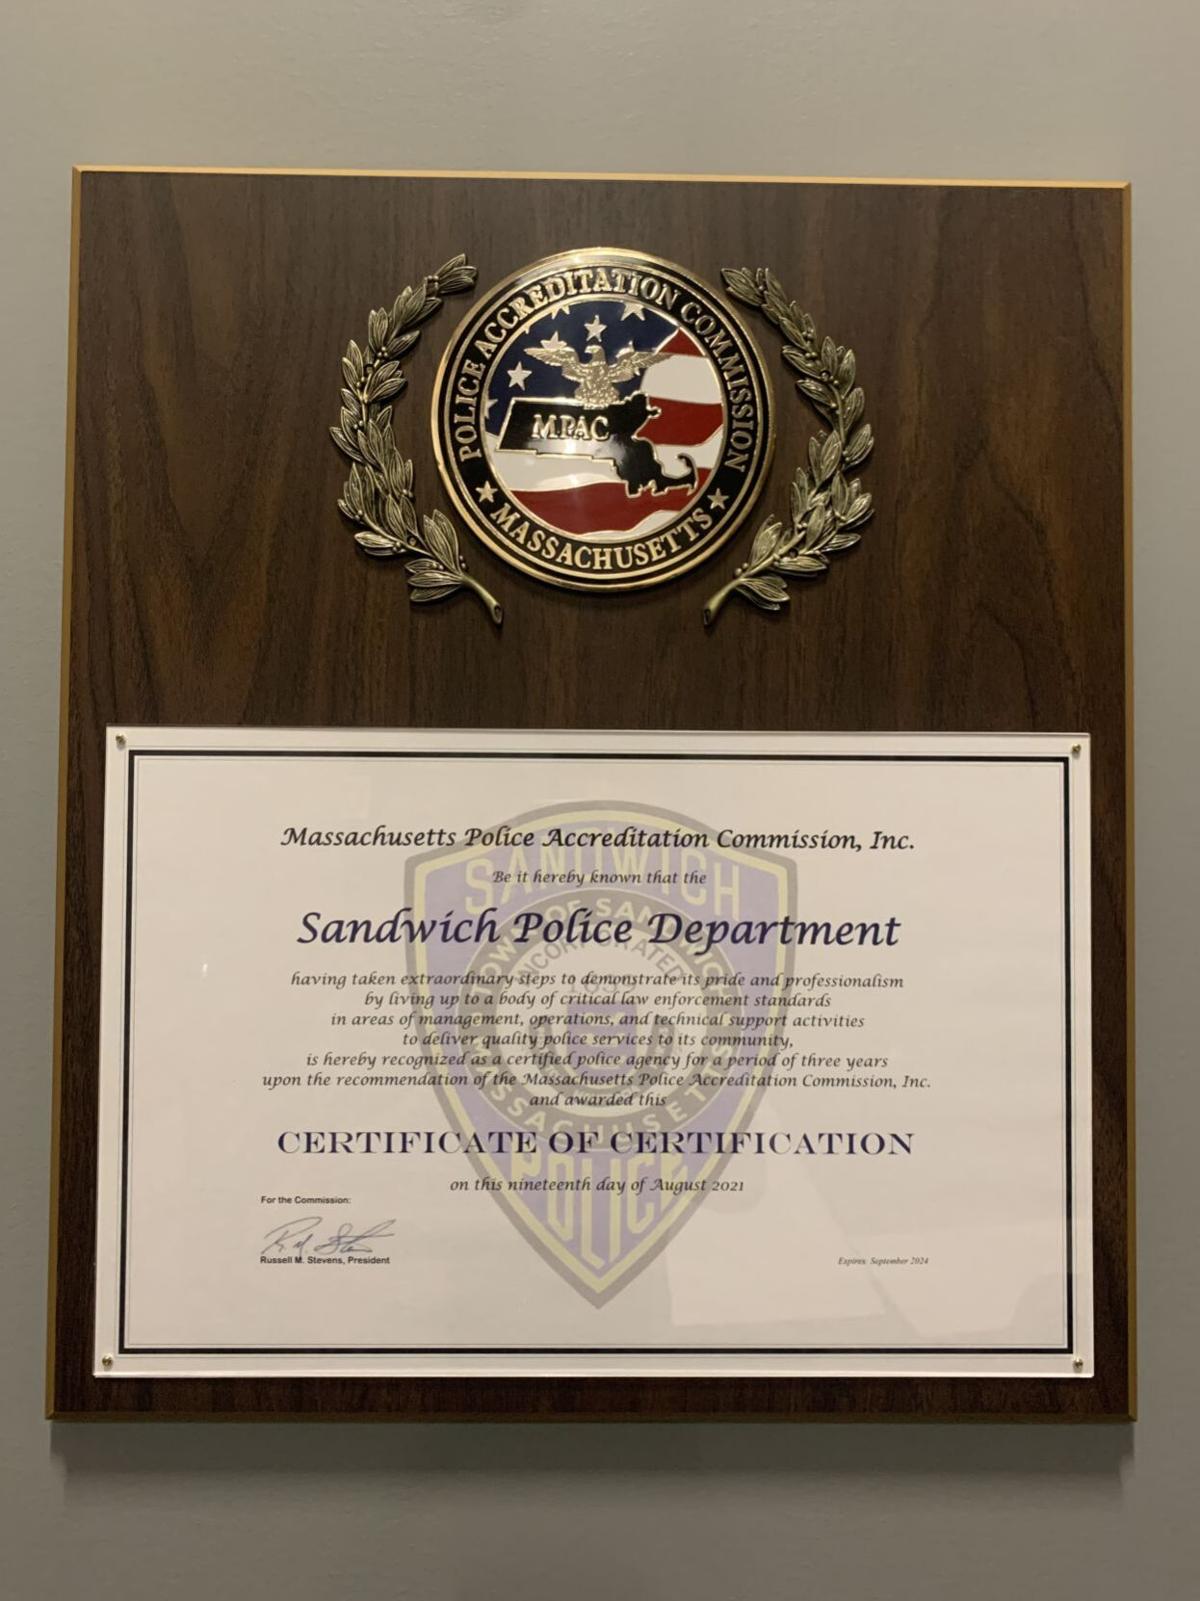 POLICE ACCREDITATION COMMISSION
MPAC
MASSACHUSETTS
Massachusetts Police Accreditation Commission, Inc.
Be it hereby known that the
Sandwich Police Department
having taken extraordinary steps to demonstrate its pride and professionalism
by living up to a body of critical law enforcement standards
in areas of management, operations, and technical support activities
to deliver quality police services to its community,
is hereby recognized as a certified police agency for a period of three years
upon the recommendation of the Massachusetts Police Accreditation Commission, Inc.
and awarded this
CERTIFICATE OF CERTIFICATION
on this nineteenth day of August 2021
For the Commission:
Russell M. Stevens, President
Expires September 2024
SANDWICH
TOWN OF SANDWICH
INCORPORATED
MASSACHUSETTS
POLICE